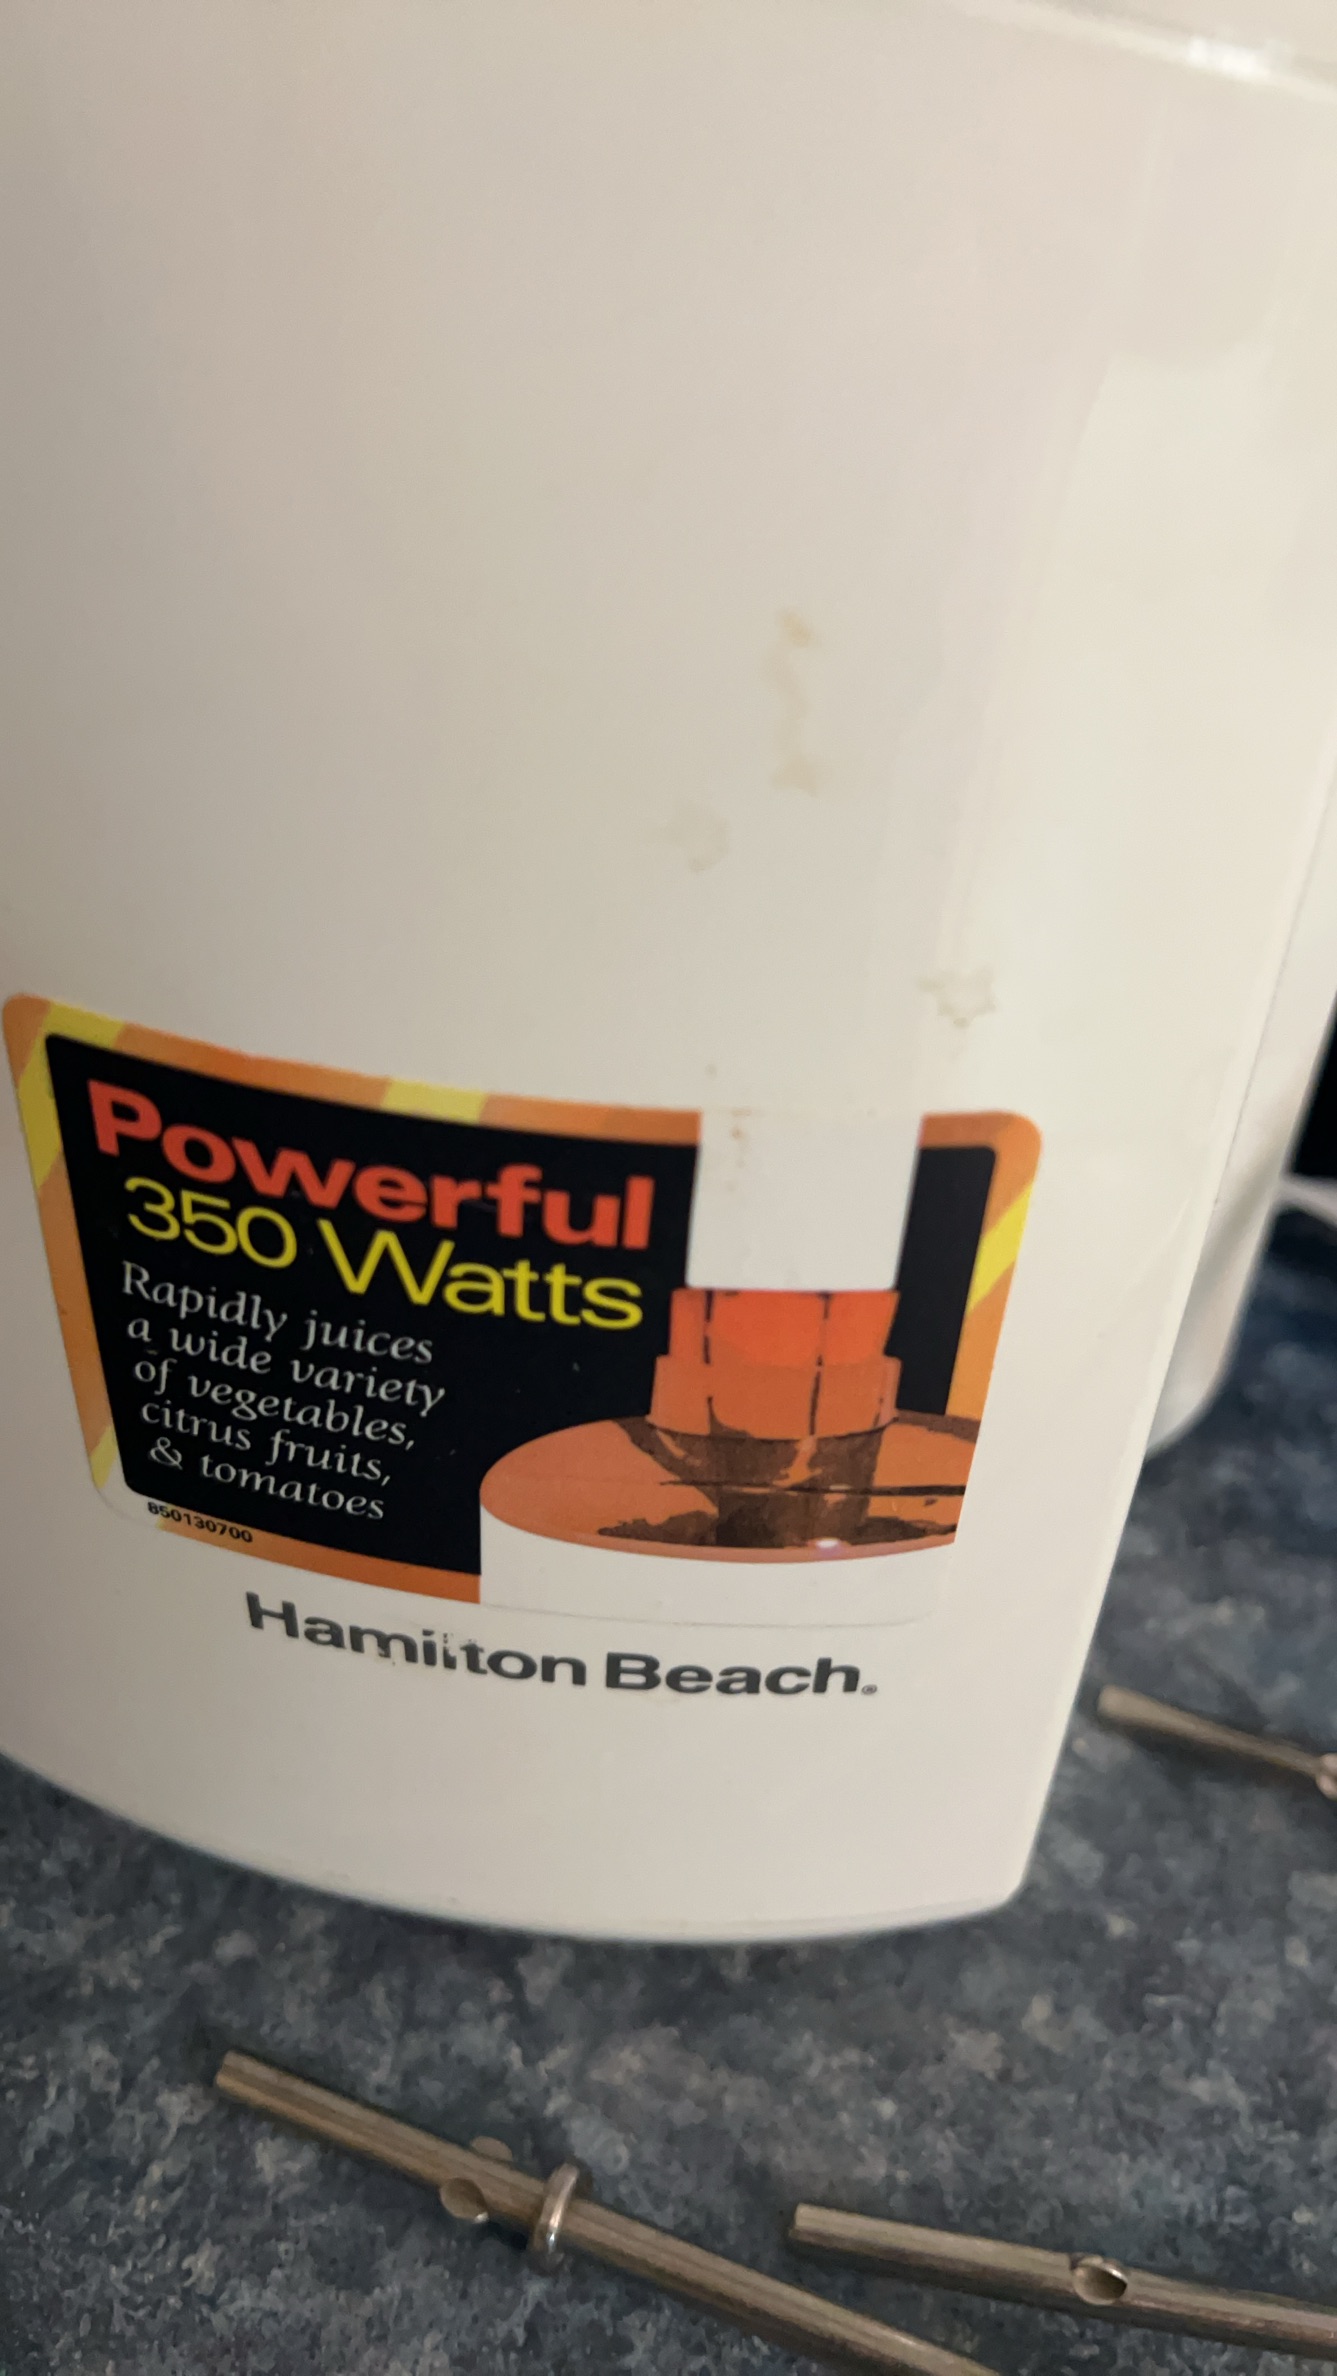 Powerful
350 Watts
Rapidly juices
a wide variety
of vegetables,
citrus fruits,
& tomatoes
850130700
Hamilton Beach®